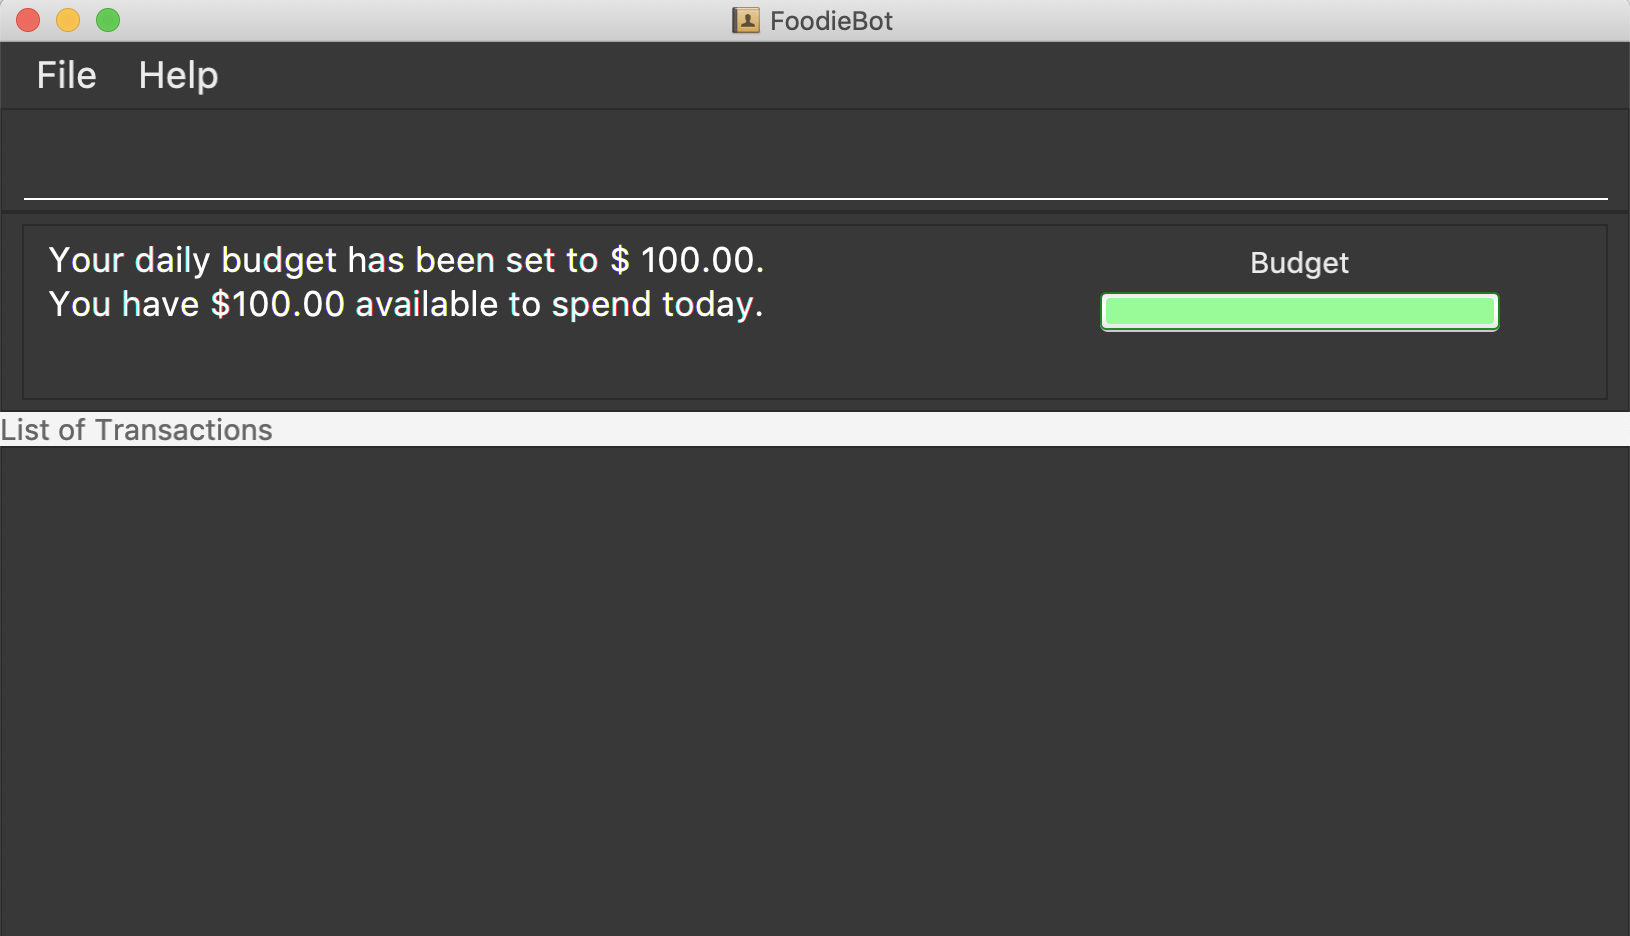 FoodieBot
File Help
Your daily budget has been set to $ 100.00.
You have $100.00 available to spend today.
Budget
List of Transactions